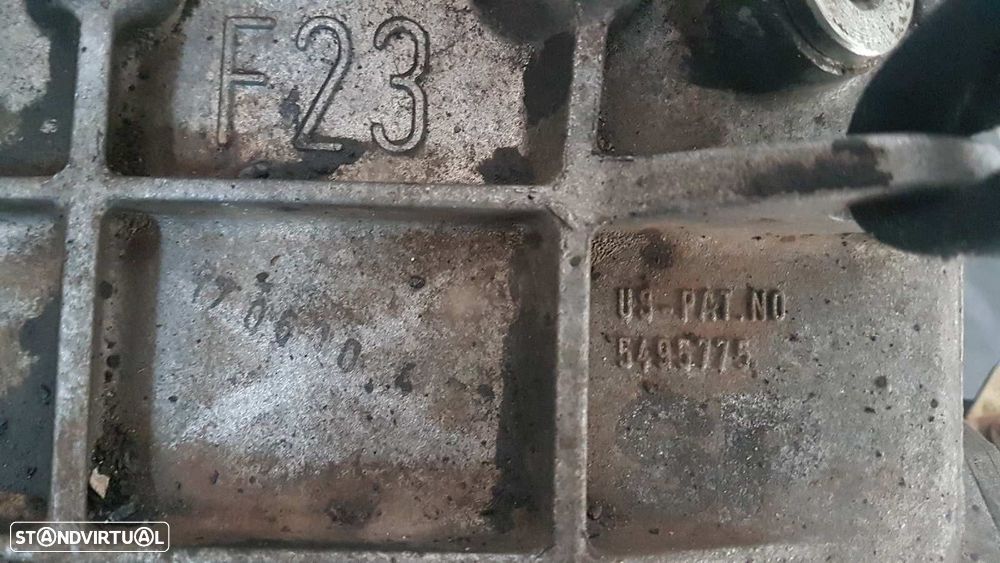 F23
US-PAT.NO
5495775
STANDVIRTUAL